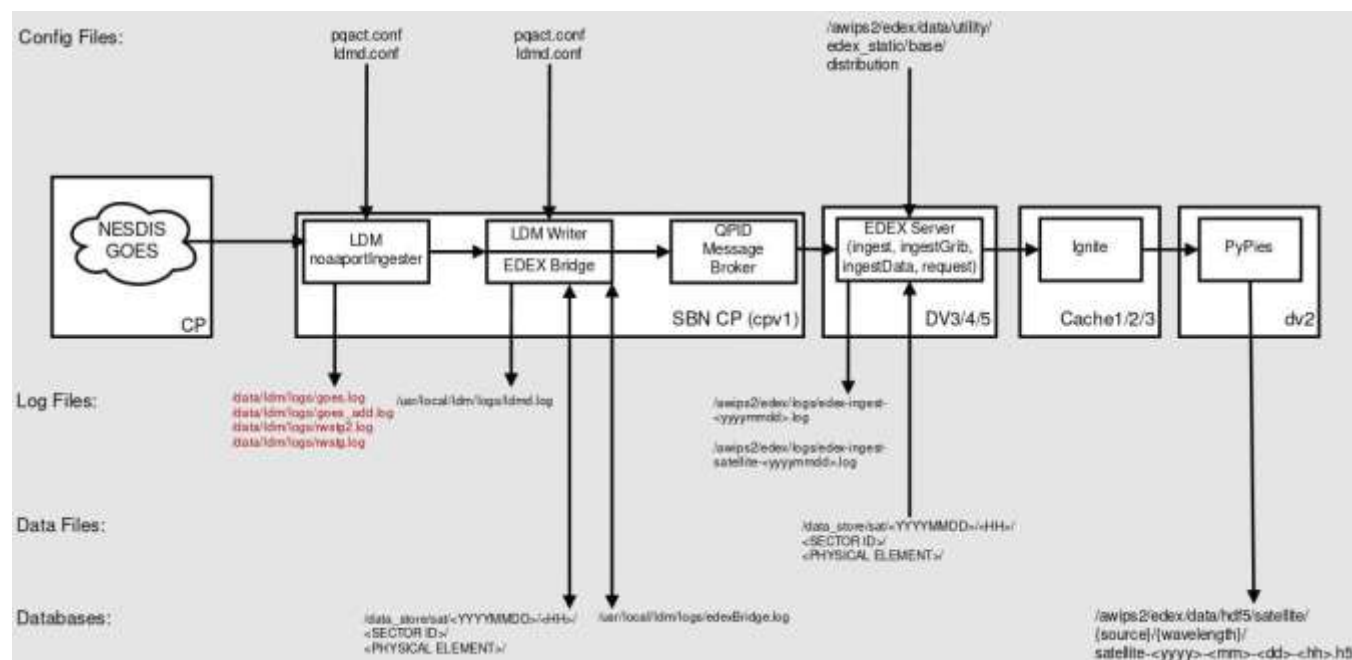 Config Files:
pqact.conf
ldmd.conf
pqact.conf
ldmd.conf
/awips2/edex/data/utility/
edex_static/base/
distribution
NESDIS
GOES
CP
LDM
noaaportIngester
LDM Writer
EDEX Bridge
QPID
Message
Broker
SBN CP (cpv1)
EDEX Server
(ingest, ingestGrib,
ingestData, request)
DV3/4/5
Ignite
Cache1/2/3
PyPies
dv2
Log Files:
/data/ldm/logs/goes.log
/data/ldm/logs/goes_add.log
/data/ldm/logs/nwstg2.log
/data/ldm/logs/nwstg.log
/usr/local/ldm/logs/ldmd.log
/awips2/edex/logs/edex-ingest-
<yyyymmdd>.log
/awips2/edex/logs/edex-ingest-
satellite-<yyyymmdd>.log
Data Files:
/data_store/sat/<YYYYMMDD>/<HH>/
<SECTOR ID>/
<PHYSICAL ELEMENT>/
Databases:
/data_store/sat/<YYYYMMDD>/<HH>/
<SECTOR ID>/
<PHYSICAL ELEMENT>/
/usr/local/ldm/logs/edexBridge.log
/awips2/edex/data/hdf5/satellite/
{source}/{wavelength}/
satellite-<yyyy>-<mm>-<dd>-<hh>.h5